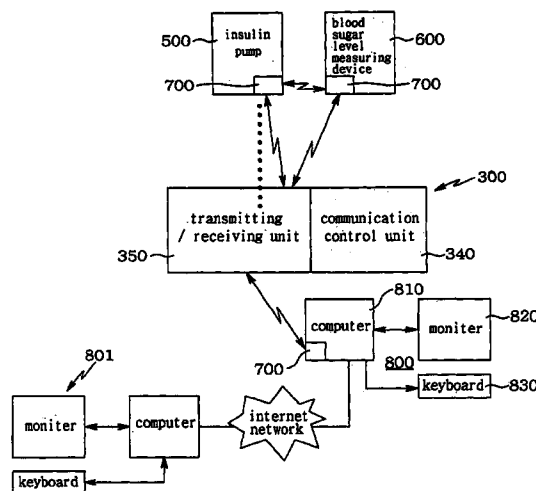 500
insulin
pump
blood
sugar
level
measuring
device
600
700
700
300
transmitting
/ receiving unit
communication
control unit
350
340
810
computer
moniter
820
700
800
keyboard
830
801
moniter
computer
internet
network
keyboard